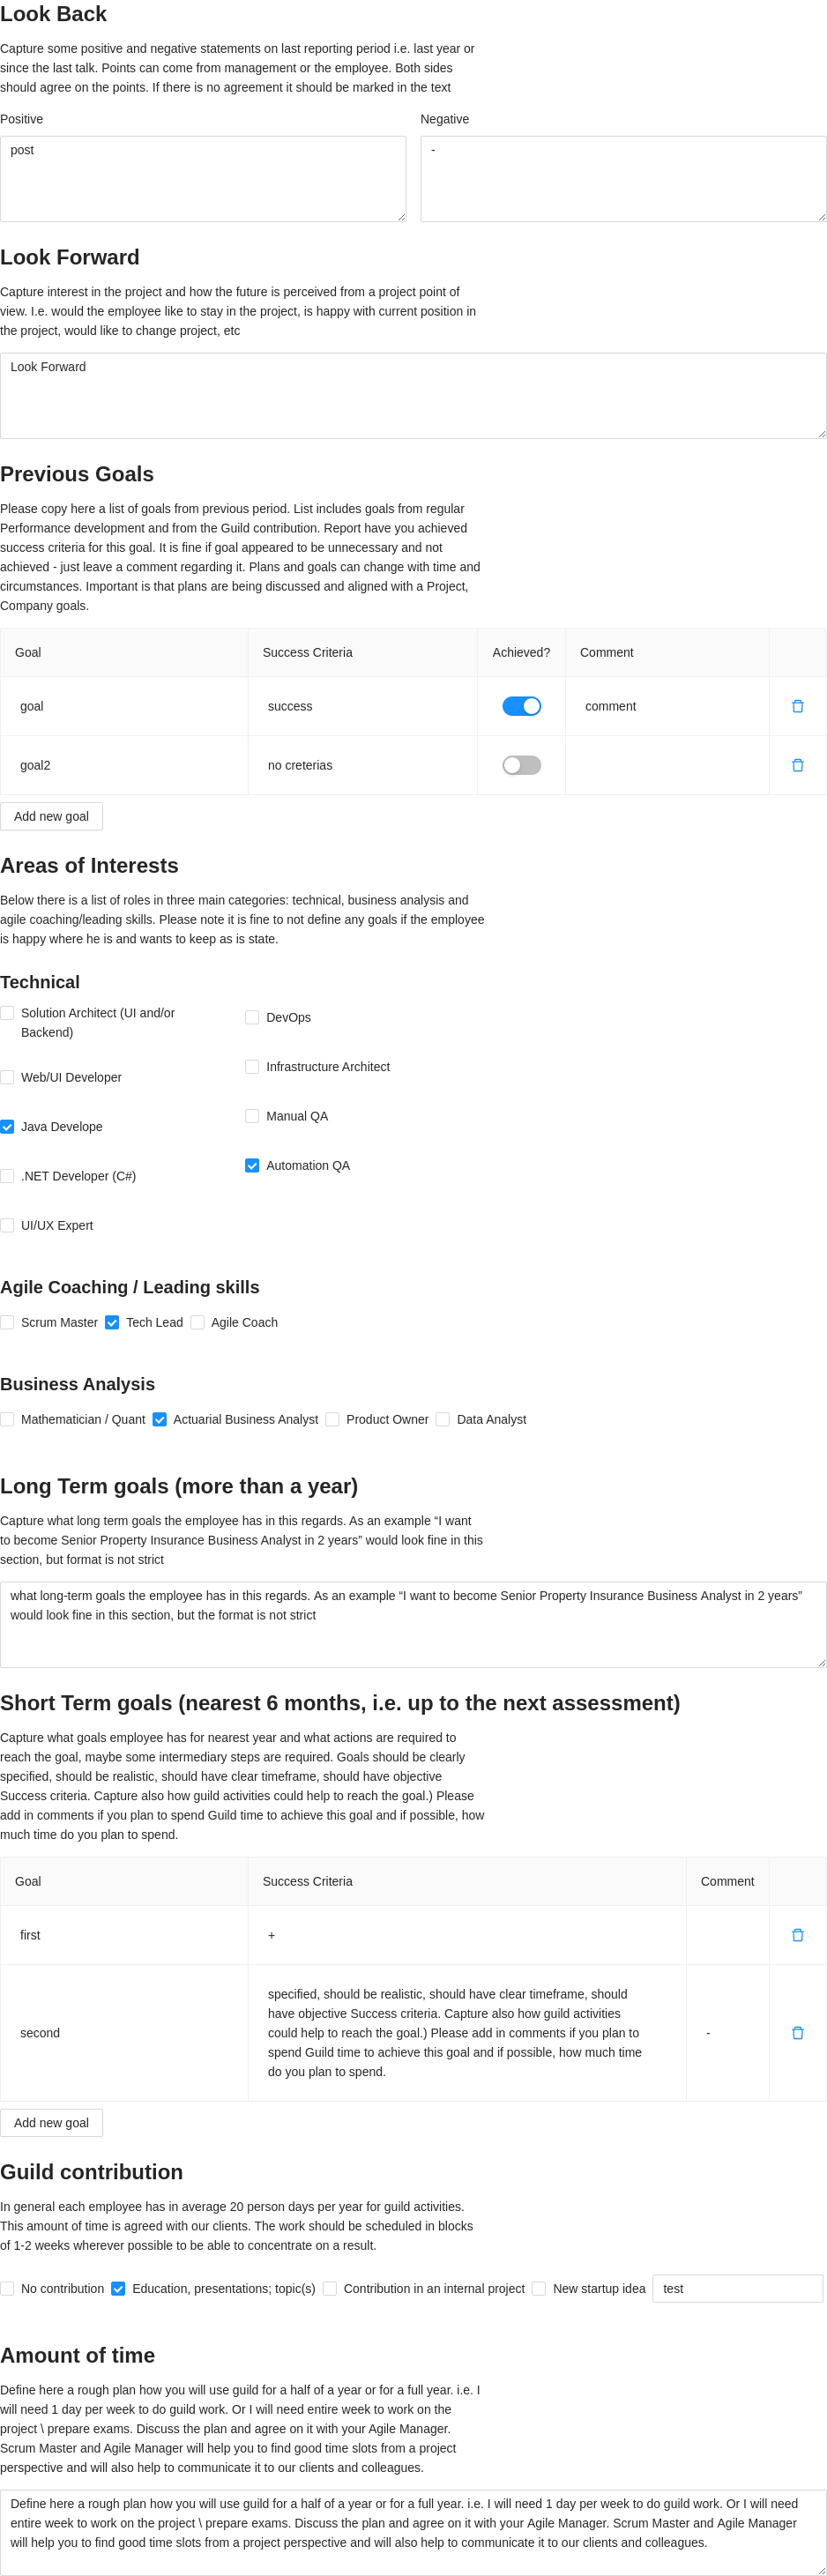 Look Back
Capture some positive and negative statements on last reporting period i.e. last year or
since the last talk. Points can come from management or the employee. Both sides
should agree on the points. If there is no agreement it should be marked in the text
Positive
Negative
post
-
Look Forward
Capture interest in the project and how the future is perceived from a project point of
view. I.e. would the employee like to stay in the project, is happy with current position in
the project, would like to change project, etc
Look Forward
Previous Goals
Please copy here a list of goals from previous period. List includes goals from regular
Performance development and from the Guild contribution. Report have you achieved
success criteria for this goal. It is fine if goal appeared to be unnecessary and not
achieved - just leave a comment regarding it. Plans and goals can change with time and
circumstances. Important is that plans are being discussed and aligned with a Project,
Company goals.
Goal Success Criteria Achieved? Comment
goal success comment
goal2 no creterias
Add new goal
Areas of Interests
Below there is a list of roles in three main categories: technical, business analysis and
agile coaching/leading skills. Please note it is fine to not define any goals if the employee
is happy where he is and wants to keep as is state.
Technical
Solution Architect (UI and/or
Backend)
Web/UI Developer
Java Develope
.NET Developer (C#)
UI/UX Expert
DevOps
Infrastructure Architect
Manual QA
Automation QA
Agile Coaching / Leading skills
Scrum Master Tech Lead Agile Coach
Business Analysis
Mathematician / Quant Actuarial Business Analyst Product Owner Data Analyst
Long Term goals (more than a year)
Capture what long term goals the employee has in this regards. As an example “I want
to become Senior Property Insurance Business Analyst in 2 years” would look fine in this
section, but format is not strict
what long-term goals the employee has in this regards. As an example “I want to become Senior Property Insurance Business Analyst in 2 years”
would look fine in this section, but the format is not strict
Short Term goals (nearest 6 months, i.e. up to the next assessment)
Capture what goals employee has for nearest year and what actions are required to
reach the goal, maybe some intermediary steps are required. Goals should be clearly
specified, should be realistic, should have clear timeframe, should have objective
Success criteria. Capture also how guild activities could help to reach the goal.) Please
add in comments if you plan to spend Guild time to achieve this goal and if possible, how
much time do you plan to spend.
Goal Success Criteria Comment
first +
specified, should be realistic, should have clear timeframe, should
have objective Success criteria. Capture also how guild activities
second could help to reach the goal.) Please add in comments if you plan to -
spend Guild time to achieve this goal and if possible, how much time
do you plan to spend.
Add new goal
Guild contribution
In general each employee has in average 20 person days per year for guild activities.
This amount of time is agreed with our clients. The work should be scheduled in blocks
of 1-2 weeks wherever possible to be able to concentrate on a result.
No contribution Education, presentations; topic(s) Contribution in an internal project New startup idea test
Amount of time
Define here a rough plan how you will use guild for a half of a year or for a full year. i.e. I
will need 1 day per week to do guild work. Or I will need entire week to work on the
project \ prepare exams. Discuss the plan and agree on it with your Agile Manager.
Scrum Master and Agile Manager will help you to find good time slots from a project
perspective and will also help to communicate it to our clients and colleagues.
Define here a rough plan how you will use guild for a half of a year or for a full year. i.e. I will need 1 day per week to do guild work. Or I will need
entire week to work on the project \ prepare exams. Discuss the plan and agree on it with your Agile Manager. Scrum Master and Agile Manager
will help you to find good time slots from a project perspective and will also help to communicate it to our clients and colleagues.